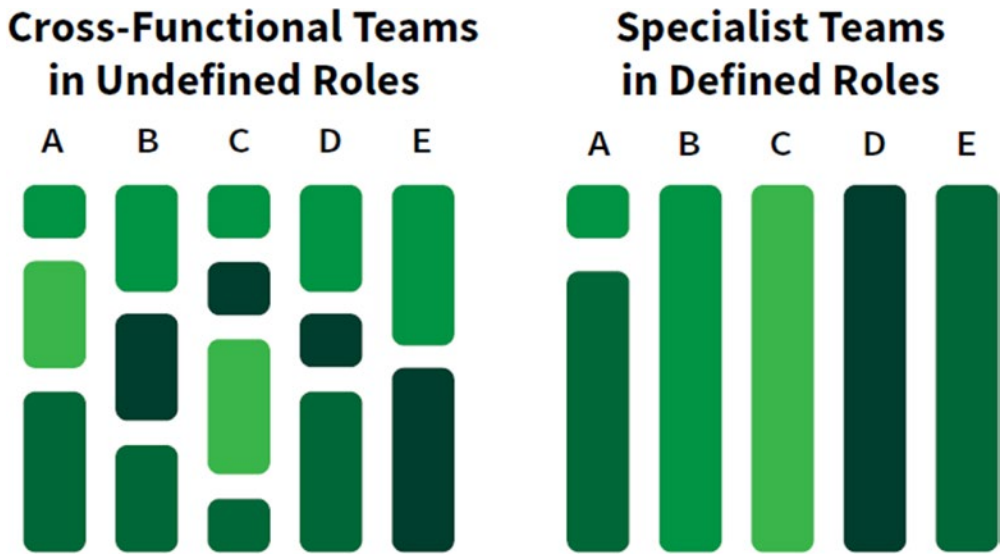 Cross-Functional Teams
in Undefined Roles
A B C D E
Specialist Teams
in Defined Roles
A B C D E